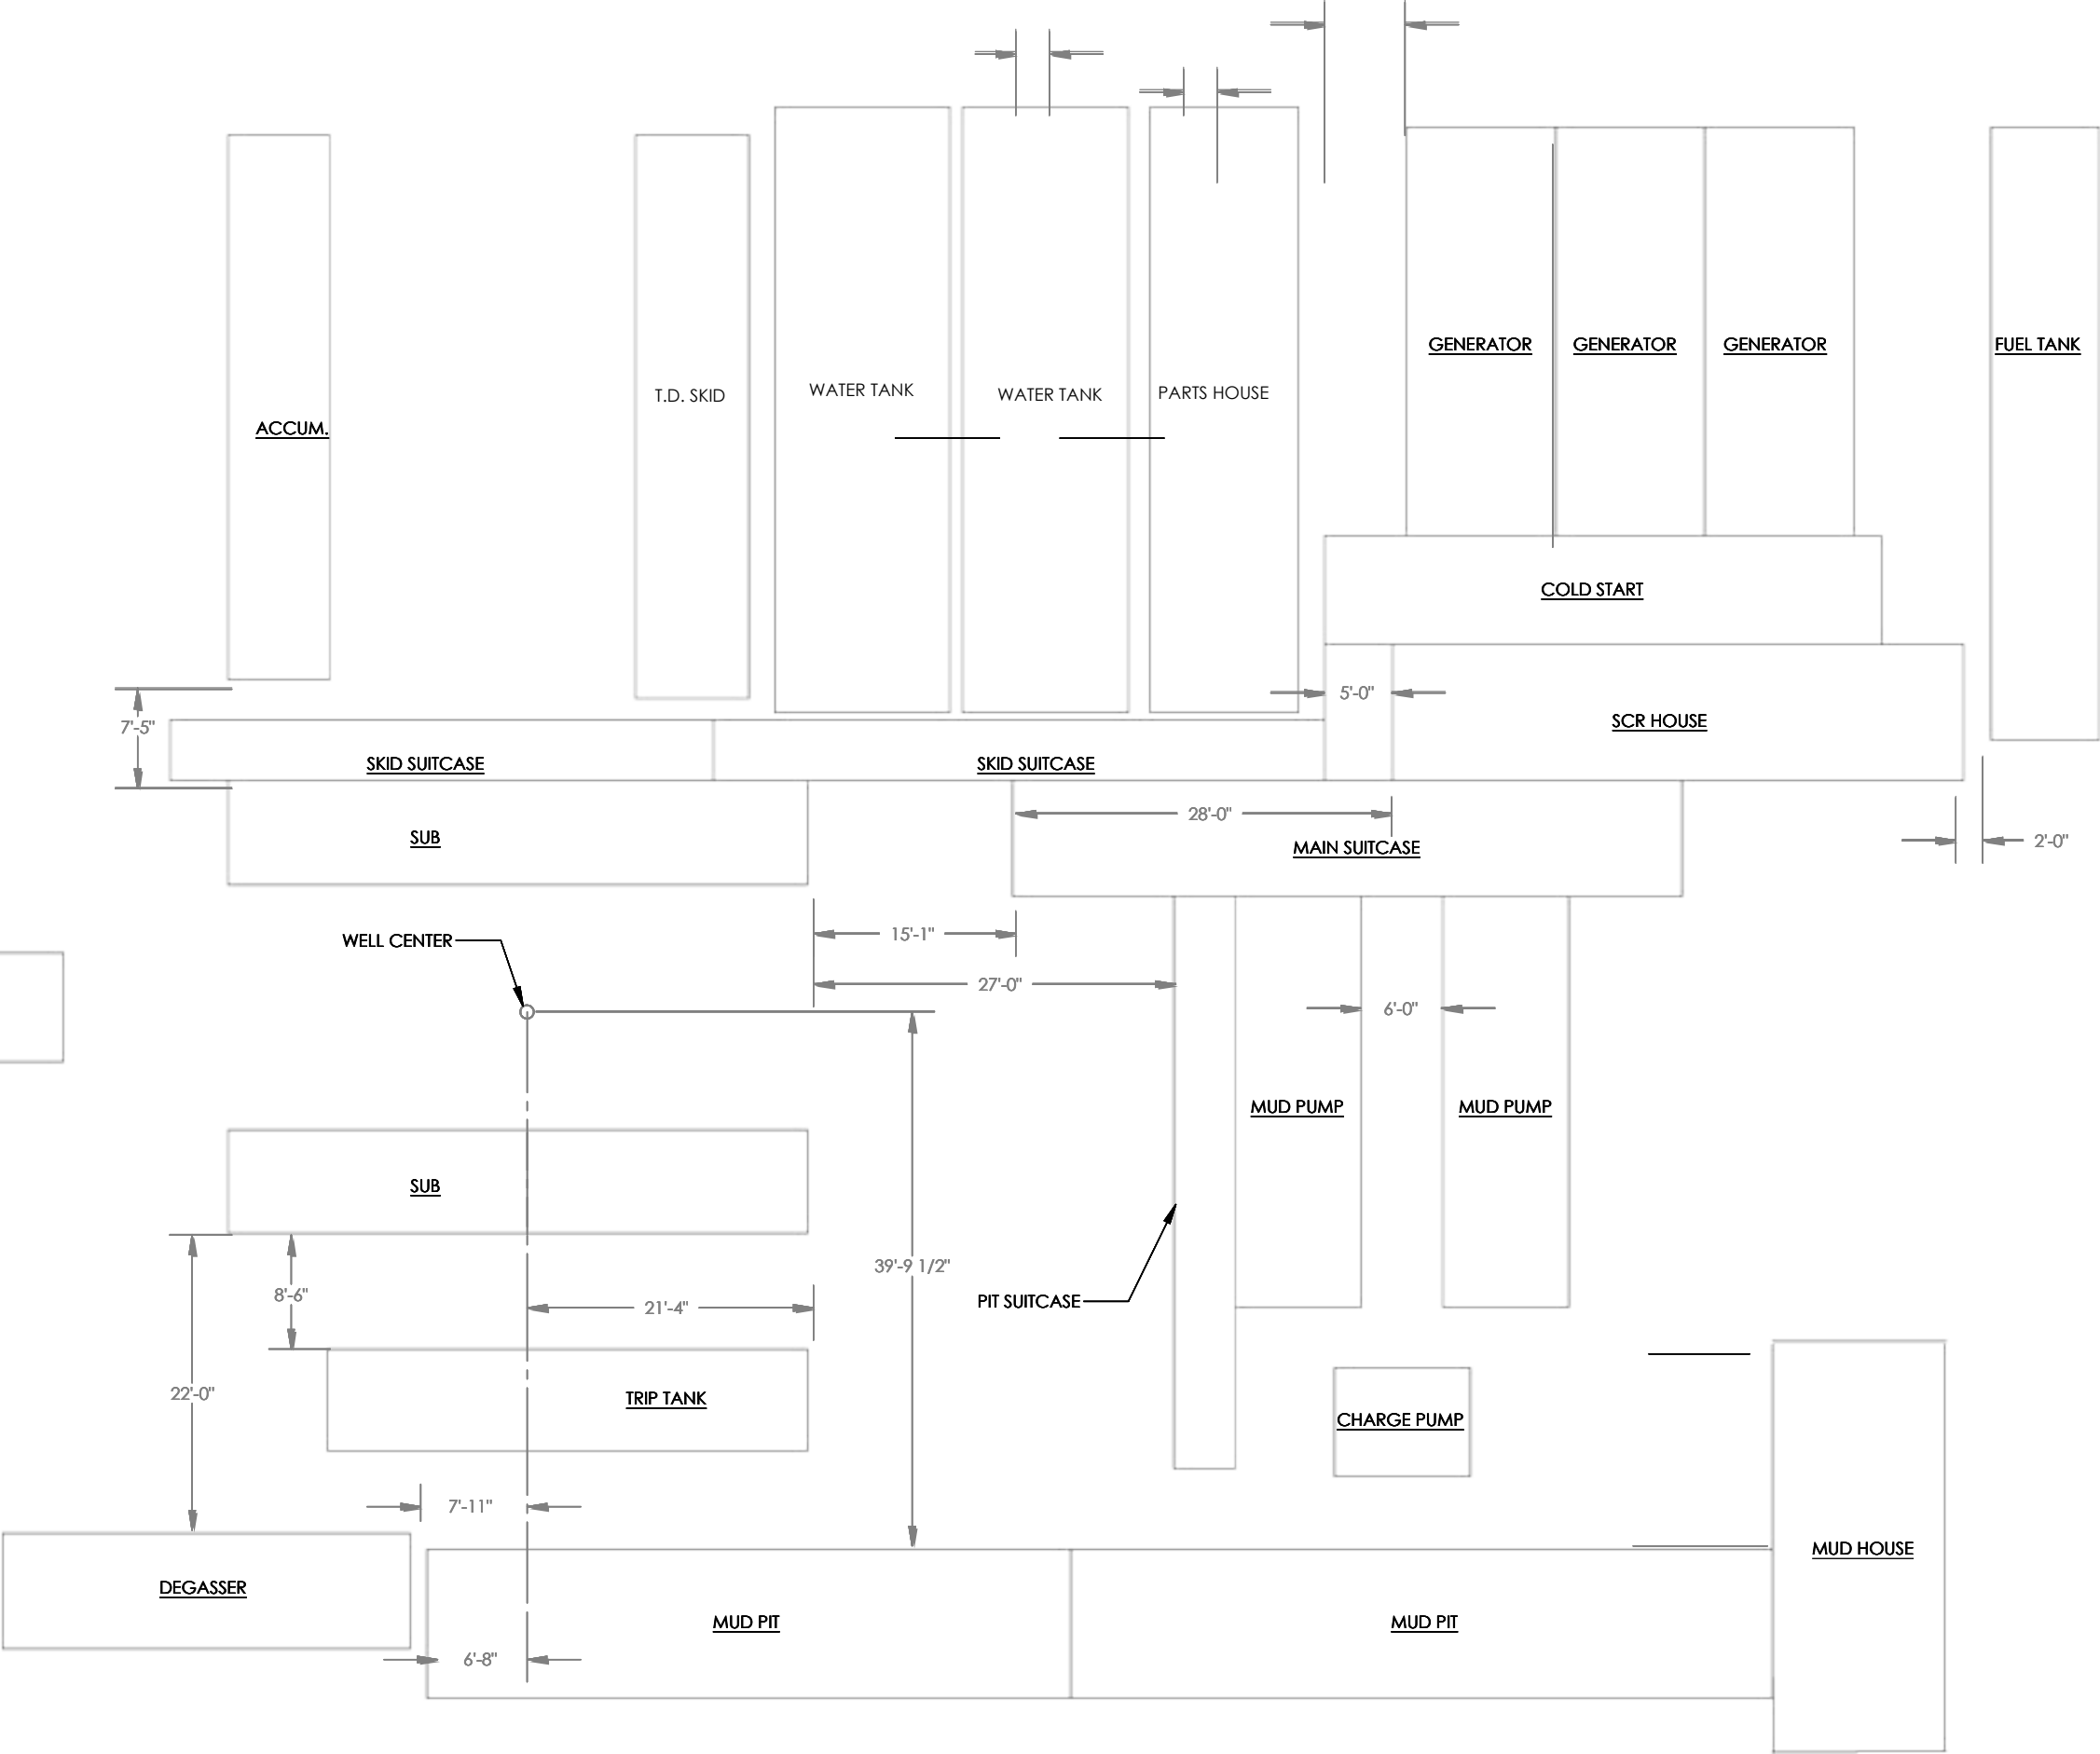 GENERATOR
GENERATOR
GENERATOR
FUEL TANK
T.D. SKID
WATER TANK
WATER TANK
PARTS HOUSE
ACCUM.
COLD START
5'-0"
7'-5"
SCR HOUSE
SKID SUITCASE
SKID SUITCASE
28'-0"
SUB
MAIN SUITCASE
2'-0"
WELL CENTER
15'-1"
27'-0"
6'-0"
MUD PUMP
MUD PUMP
SUB
39'-9 1/2"
8'-6"
21'-4"
PIT SUITCASE
22'-0"
TRIP TANK
CHARGE PUMP
7'-11"
MUD HOUSE
DEGASSER
MUD PIT
MUD PIT
6'-8"